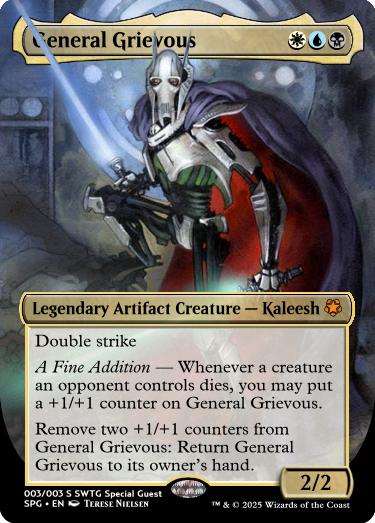 General Grievous
Legendary Artifact Creature — Kaleesh
Double strike
A Fine Addition — Whenever a creature
an opponent controls dies, you may put
a +1/+1 counter on General Grievous.
Remove two +1/+1 counters from
General Grievous: Return General
Grievous to its owner's hand.
2/2
003/003 S SWTG Special Guest
SPG • EN Terese Nielsen
™ & © 2025 Wizards of the Coast